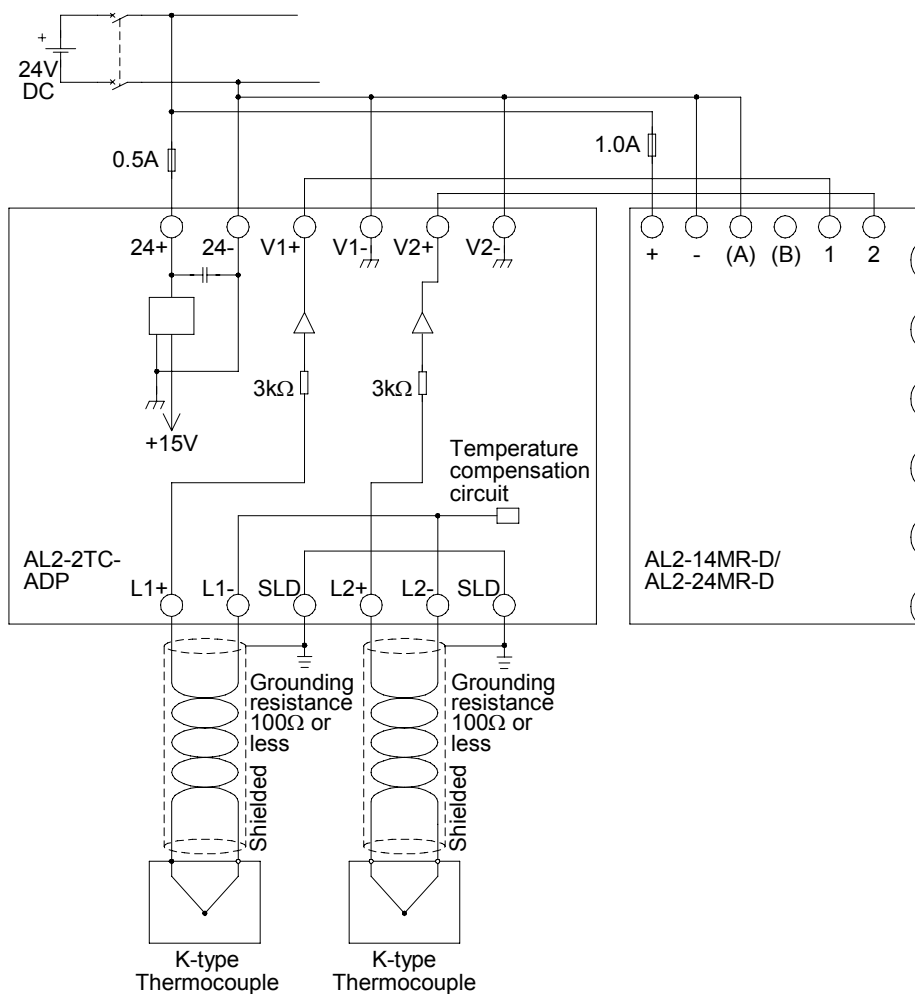 +
24V
DC
0.5A
1.0A
24+ 24- V1+ V1- V2+ V2-
+ - (A) (B) 1 2
3kΩ 3kΩ
+15V
Temperature
compensation
circuit
AL2-2TC-
ADP
AL2-14MR-D/
AL2-24MR-D
L1+ L1- SLD L2+ L2- SLD
Grounding
resistance
100Ω or
less
Shielded
Grounding
resistance
100Ω or
less
Shielded
K-type
Thermocouple
K-type
Thermocouple